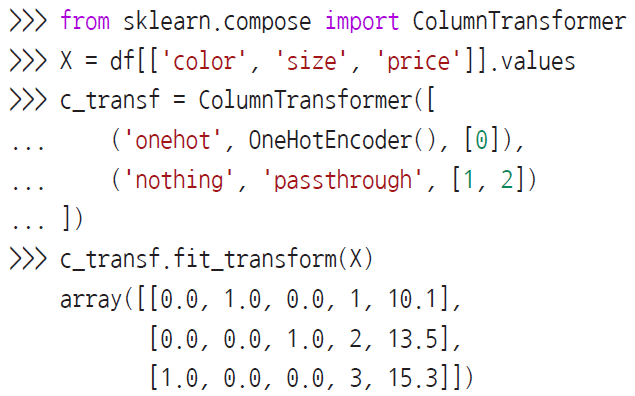 >>> from sklearn.compose import ColumnTransformer
>>> X = df[['color', 'size', 'price']].values
>>> c_transf = ColumnTransformer([
...     ('onehot', OneHotEncoder(), [0]),
...     ('nothing', 'passthrough', [1, 2])
... ])
>>> c_transf.fit_transform(X)
    array([[0.0, 1.0, 0.0, 1, 10.1],
           [0.0, 0.0, 1.0, 2, 13.5],
           [1.0, 0.0, 0.0, 3, 15.3]])